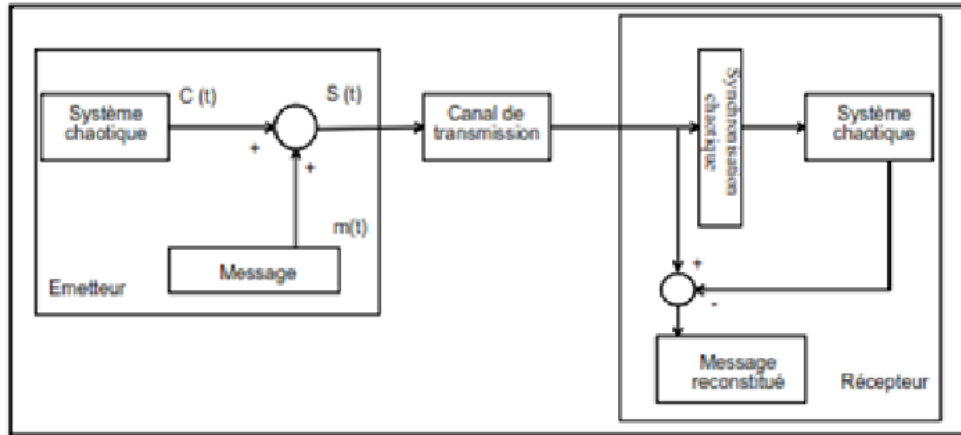 C (t)
S (t)
Système
chaotique
+
+
Canal de
transmission
Synchronisation
chaotique
Système
chaotique
m(t)
Message
Emetteur
+
-
Message
reconstitué
Récepteur